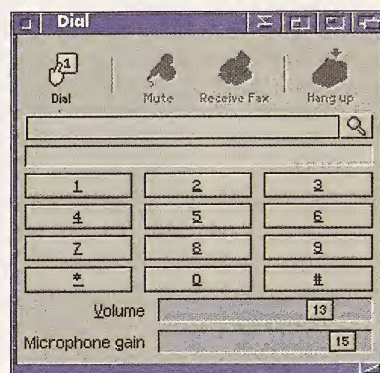 Dial
1
Dial Mute Receive Fax Hang up
1 2 3
4 5 6
7 8 9
* 0 #
Volume 13
Microphone gain 15